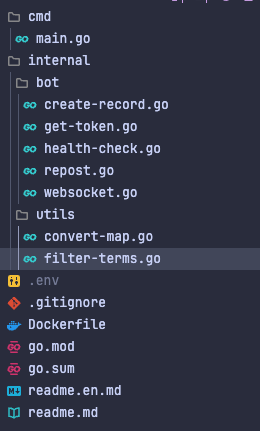 cmd
main.go
internal
bot
create-record.go
get-token.go
health-check.go
repost.go
websocket.go
utils
convert-map.go
filter-terms.go
.env
.gitignore
Dockerfile
go.mod
go.sum
readme.en.md
readme.md